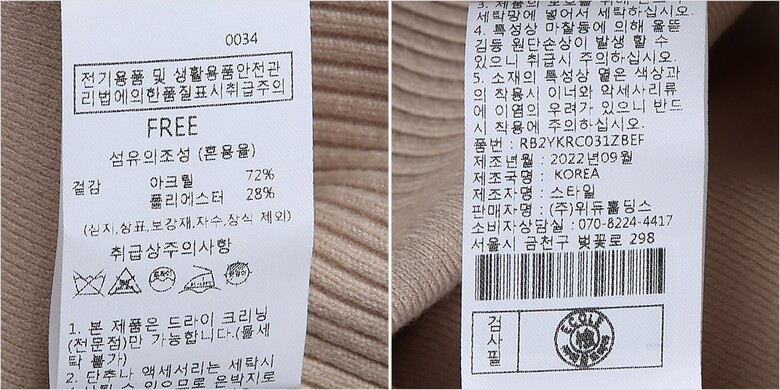 0034
전기용품 및 생활용품안전관
리법에의한품질표시취급주의
FREE
섬유의조성 (혼용율)
겉감 아크릴 72%
폴리에스터 28%
(심지,상표,보강재,자수,장식 제외)
취급상주의사항
1. 본 제품은 드라이 크리닝
(전문점)만 가능합니다.(물세
탁 불가)
2. 단추나 액세서리는 세탁시
3. 제품의 보호를 위해
세탁망에 넣어서 세탁하십시오.
4. 특성상 마찰등에 의해 올뜯
김등 원단손상이 발생 할 수
있으니 취급시 주의하십시오.
5. 소재의 특성상 옅은 색상과
의 착용시 이너와 악세사리류
에 이염의 우려가 있으니 반드
시 착용에 주의하십시오.
품번 : RB2YKRC031ZBEF
제조년월 : 2022년09월
제조국명 : KOREA
제조자명 : 스타일
판매자명 : (주)위듀홀딩스
소비자상담실 : 070-8224-4417
서울시 금천구 벚꽃로 298
검사필